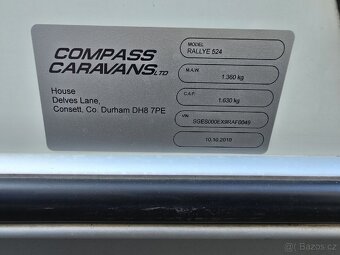 COMPASS
CARAVANS LTD
House
Delves Lane,
Consett, Co. Durham DH8 7PE
MODEL
RALLYE 524
M.A.W.
1.360 kg
C.A.P.
1.630 kg
VIN
10.10.2019
Bazos.cz